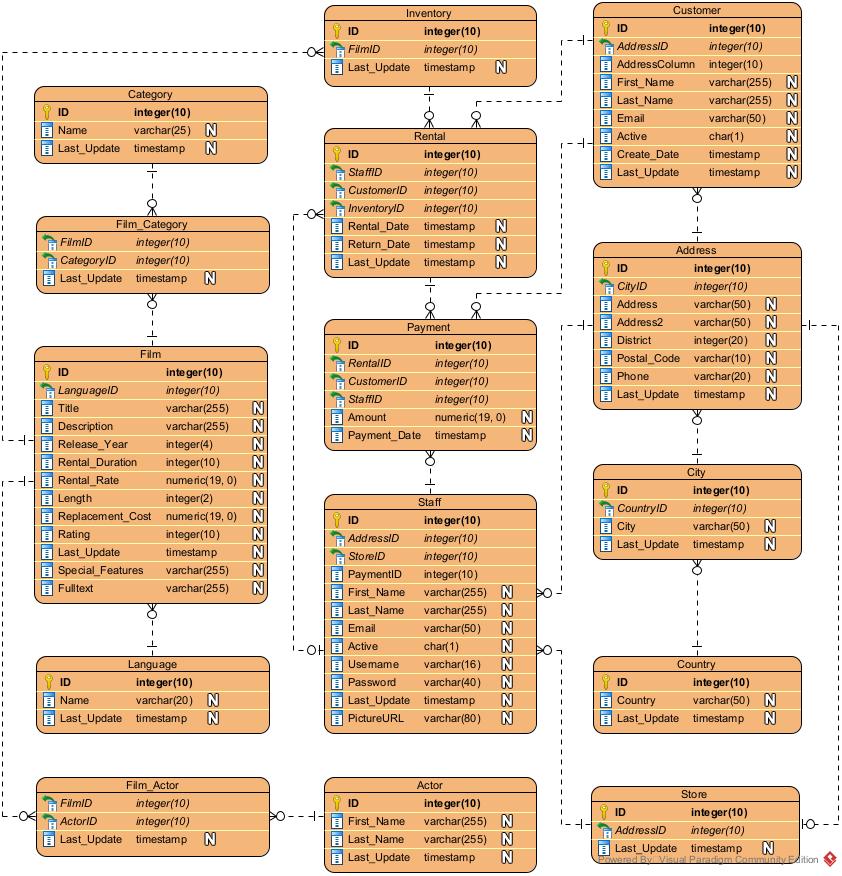 Inventory
ID integer(10)
FilmID integer(10)
Last_Update timestamp N
Customer
ID integer(10)
AddressID integer(10)
AddressColumn integer(10)
First_Name varchar(255) N
Last_Name varchar(255) N
Email varchar(50) N
Active char(1) N
Create_Date timestamp N
Last_Update timestamp N
Category
ID integer(10)
Name varchar(25) N
Last_Update timestamp N
Rental
ID integer(10)
StaffID integer(10)
CustomerID integer(10)
InventoryID integer(10)
Rental_Date timestamp N
Return_Date timestamp N
Last_Update timestamp N
Film_Category
FilmID integer(10)
CategoryID integer(10)
Last_Update timestamp N
Address
ID integer(10)
CityID integer(10)
Address varchar(50) N
Address2 varchar(50) N
District integer(20) N
Postal_Code varchar(10) N
Phone varchar(20) N
Last_Update timestamp N
Payment
ID integer(10)
RentalID integer(10)
CustomerID integer(10)
StaffID integer(10)
Amount numeric(19, 0) N
Payment_Date timestamp N
Film
ID integer(10)
LanguageID integer(10)
Title varchar(255) N
Description varchar(255) N
Release_Year integer(4) N
Rental_Duration integer(10) N
Rental_Rate numeric(19, 0) N
Length integer(2) N
Replacement_Cost numeric(19, 0) N
Rating integer(10) N
Last_Update timestamp N
Special_Features varchar(255) N
Fulltext varchar(255) N
City
ID integer(10)
CountryID integer(10)
City varchar(50) N
Last_Update timestamp N
Staff
ID integer(10)
AddressID integer(10)
StoreID integer(10)
PaymentID integer(10)
First_Name varchar(255) N
Last_Name varchar(255) N
Email varchar(50) N
Active char(1) N
Username varchar(16) N
Password varchar(40) N
Last_Update timestamp N
PictureURL varchar(80) N
Language
ID integer(10)
Name varchar(20) N
Last_Update timestamp N
Country
ID integer(10)
Country varchar(50) N
Last_Update timestamp N
Film_Actor
FilmID integer(10)
ActorID integer(10)
Last_Update timestamp N
Actor
ID integer(10)
First_Name varchar(255) N
Last_Name varchar(255) N
Last_Update timestamp N
Store
ID integer(10)
AddressID integer(10)
Last_Update timestamp N
Powered By: Visual Paradigm Community Edition